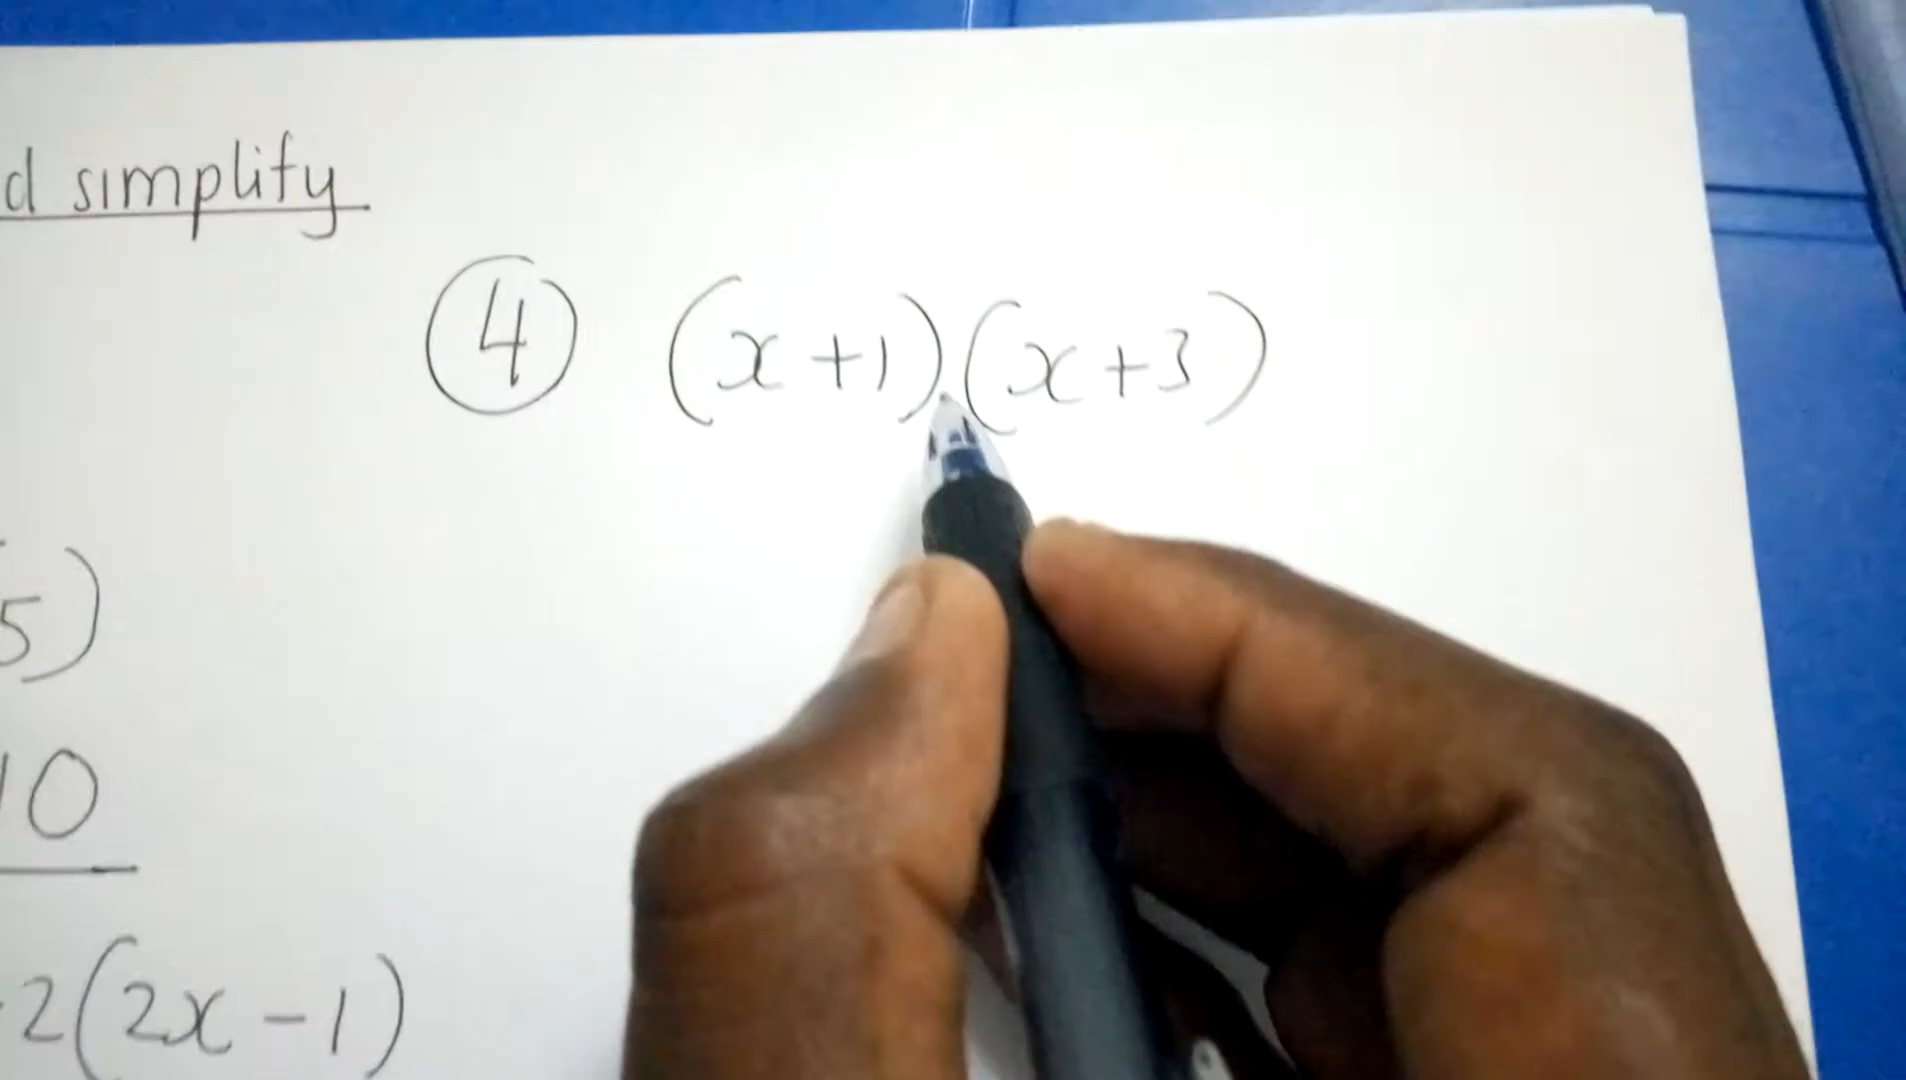 d simplify
④ (x+1)(x+3)
5)
10
2(2x-1)